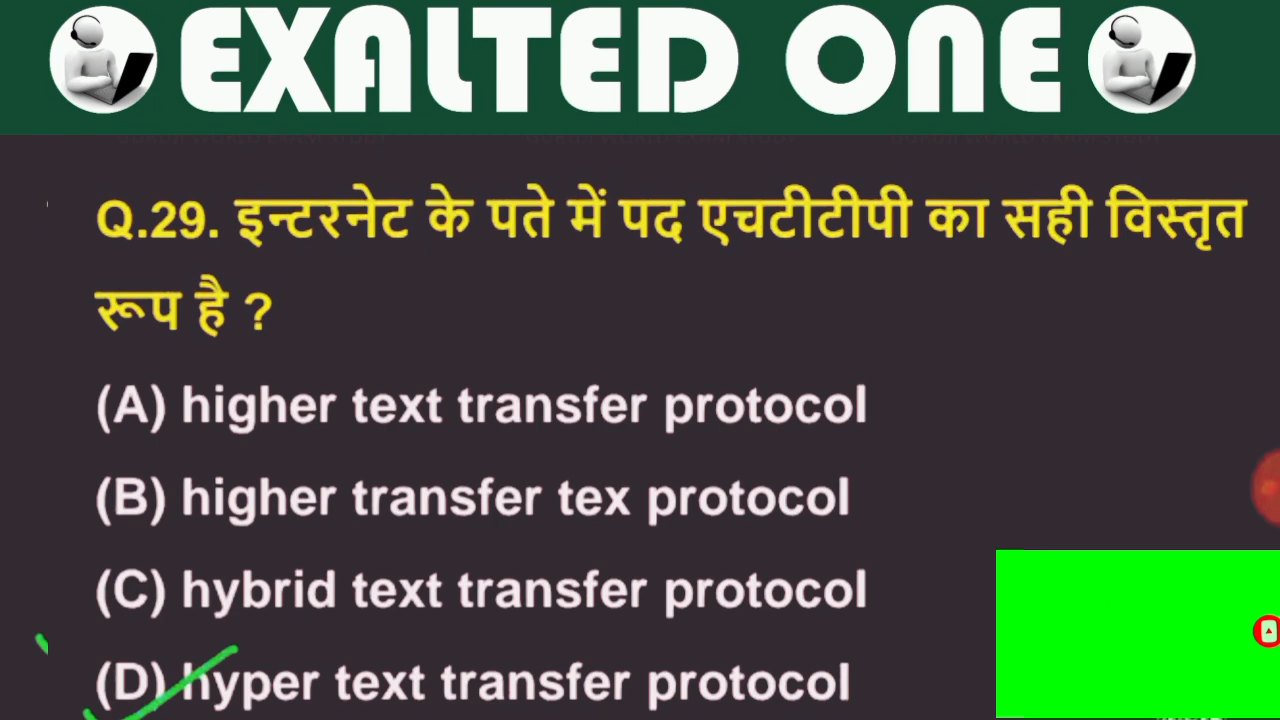 EXALTED ONE
Q.29. इन्टरनेट के पते में पद एचटीटीपी का सही विस्तृत
रूप है ?
(A) higher text transfer protocol
(B) higher transfer tex protocol
(C) hybrid text transfer protocol
(D) hyper text transfer protocol